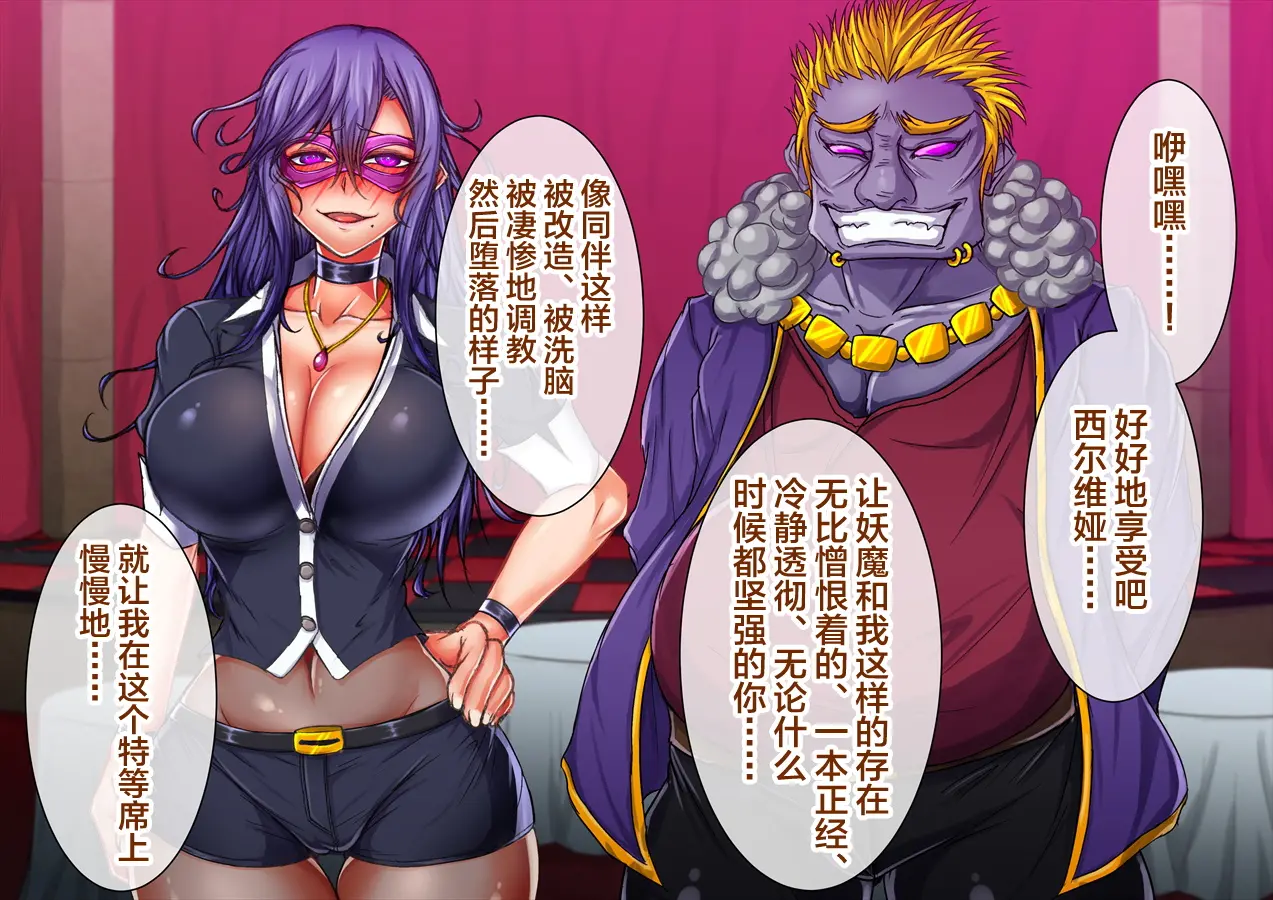 咿嘿嘿……！
好好地享受吧
西尔维娅……
让妖魔和我这样的存在
无比憎恨着的、一本正经、
冷静透彻、无论什么
时候都坚强的你……
像同伴这样
被改造、被洗脑
被凄惨地调教
然后堕落的样子……
就让我在这个特等席上
慢慢地……